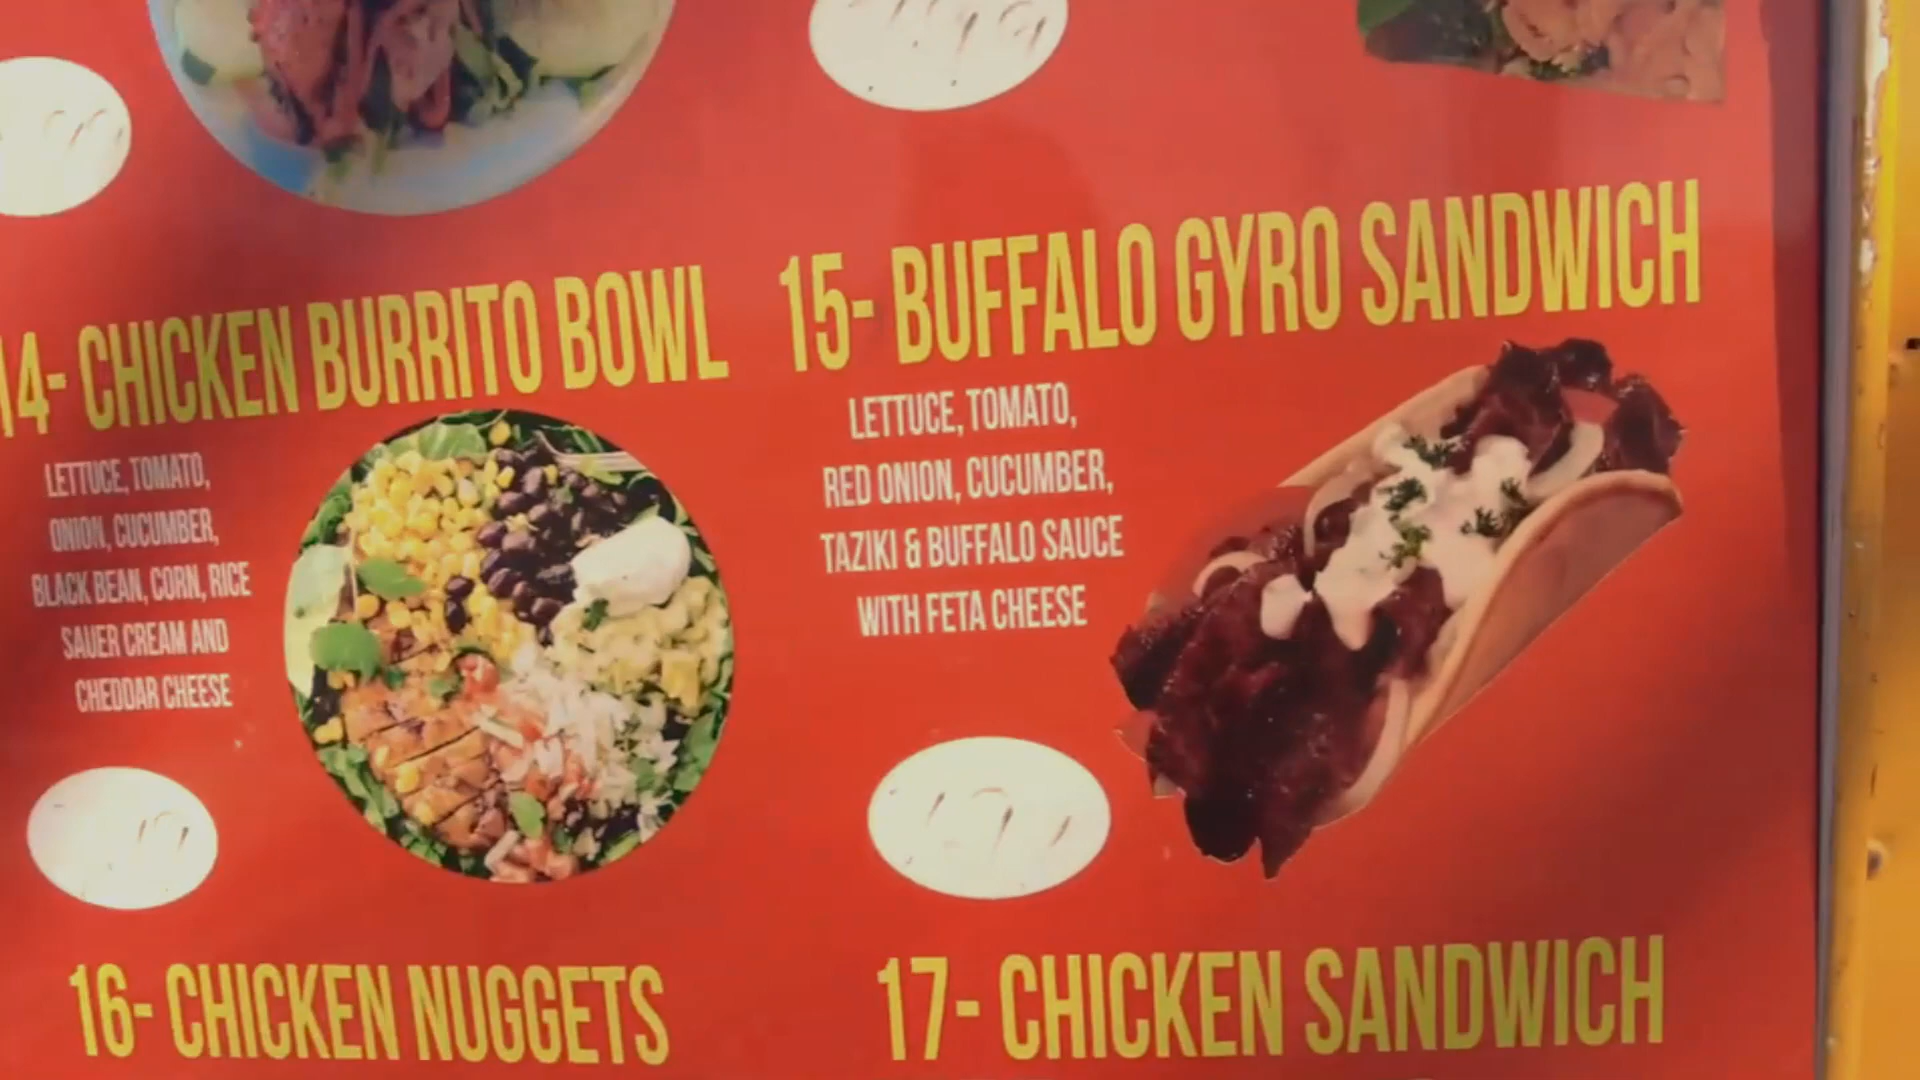 14- CHICKEN BURRITO BOWL
LETTUCE, TOMATO,
ONION, CUCUMBER,
BLACK BEAN, CORN, RICE
SAUER CREAM AND
CHEDDAR CHEESE
15- BUFFALO GYRO SANDWICH
LETTUCE, TOMATO,
RED ONION, CUCUMBER,
TAZIKI & BUFFALO SAUCE
WITH FETA CHEESE
16- CHICKEN NUGGETS
17- CHICKEN SANDWICH